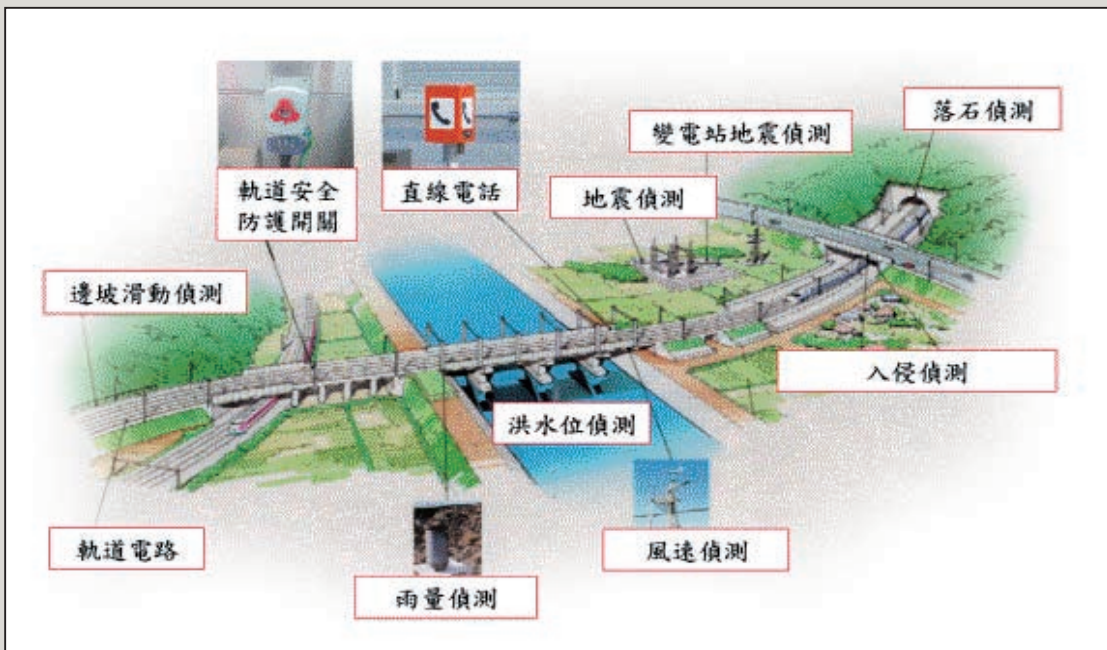 落石偵測
變電站地震偵測
軌道安全
防護開關
直線電話
地震偵測
邊坡滑動偵測
入侵偵測
洪水位偵測
軌道電路
風速偵測
雨量偵測